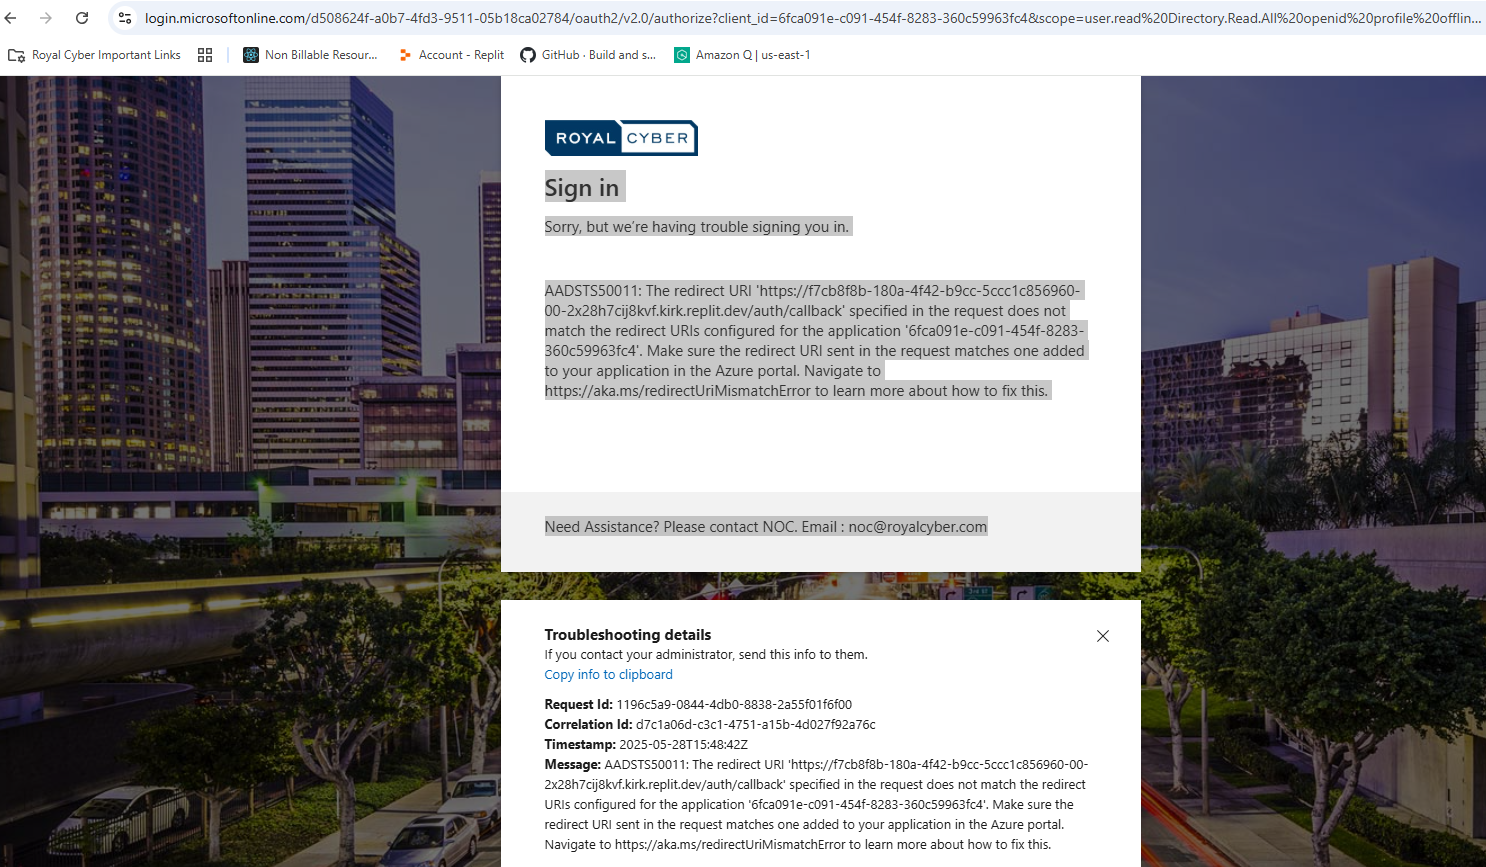 login.microsoftonline.com/d508624f-a0b7-4fd3-9511-05b18ca02784/oauth2/v2.0/authorize?client_id=6fca091e-c091-454f-8283-360c59963fc4&scope=user.read%20Directory.Read.All%20openid%20profile%20offlin...
Royal Cyber Important Links
Non Billable Resour...
Account - Replit
GitHub · Build and s...
Amazon Q | us-east-1
ROYAL CYBER
Sign in
Sorry, but we're having trouble signing you in.
AADSTS50011: The redirect URI 'https://f7cb8f8b-180a-4f42-b9cc-5ccc1c856960-
00-2x28h7cij8kvf.kirk.replit.dev/auth/callback' specified in the request does not
match the redirect URIs configured for the application '6fca091e-c091-454f-8283-
360c59963fc4'. Make sure the redirect URI sent in the request matches one added
to your application in the Azure portal. Navigate to
https://aka.ms/redirectUriMismatchError to learn more about how to fix this.
Need Assistance? Please contact NOC. Email : noc@royalcyber.com
Troubleshooting details
If you contact your administrator, send this info to them.
Copy info to clipboard
Request Id: 1196c5a9-0844-4db0-8838-2a55f01f6f00
Correlation Id: d7c1a06d-c3c1-4751-a15b-4d027f92a76c
Timestamp: 2025-05-28T15:48:42Z
Message: AADSTS50011: The redirect URI 'https://f7cb8f8b-180a-4f42-b9cc-5ccc1c856960-00-
2x28h7cij8kvf.kirk.replit.dev/auth/callback' specified in the request does not match the redirect
URIs configured for the application '6fca091e-c091-454f-8283-360c59963fc4'. Make sure the
redirect URI sent in the request matches one added to your application in the Azure portal.
Navigate to https://aka.ms/redirectUriMismatchError to learn more about how to fix this.